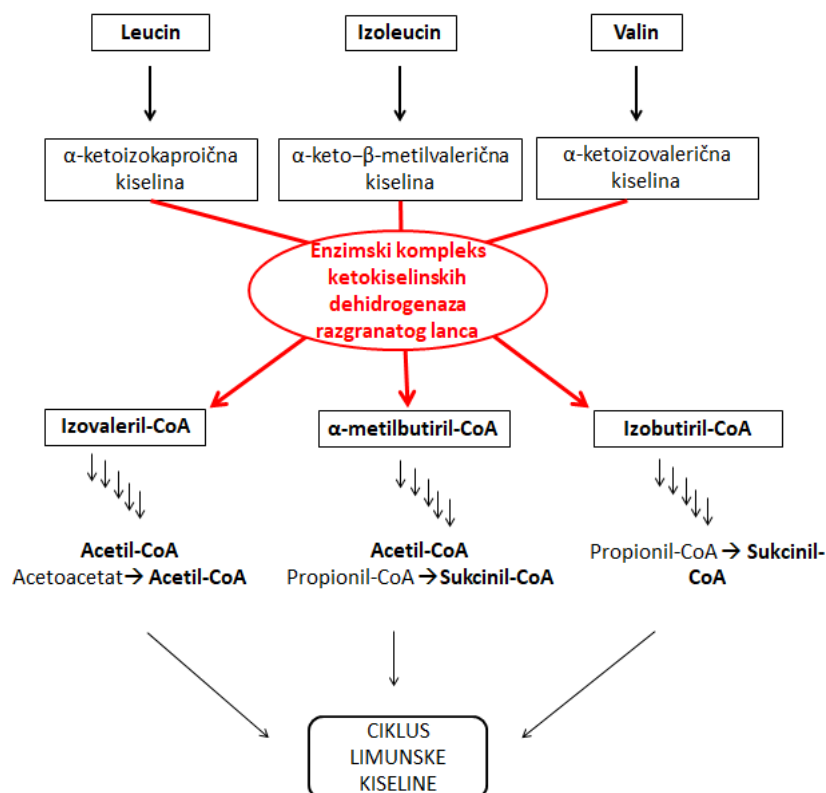 Leucin
Izoleucin
Valin
α-ketoizokaproična
kiselina
α-keto–β-metilvalerična
kiselina
α-ketoizovalerična
kiselina
Enzimski kompleks
ketokiselinskih
dehidrogenaza
razgranatog lanca
Izovaleril-CoA
α-metilbutiril-CoA
Izobutiril-CoA
Acetil-CoA
Acetoacetat→ Acetil-CoA
Acetil-CoA
Propionil-CoA →Sukcinil-CoA
Propionil-CoA → Sukcinil-
CoA
CIKLUS
LIMUNSKE
KISELINE